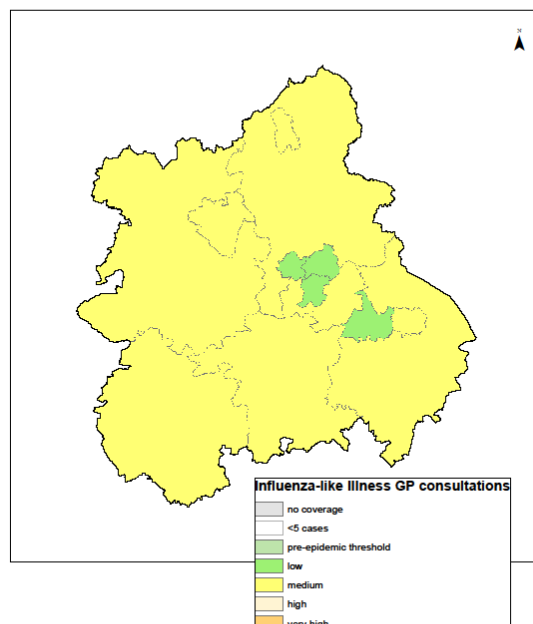 N
Influenza-like Illness GP consultations
no coverage
<5 cases
pre-epidemic threshold
low
medium
high
very high